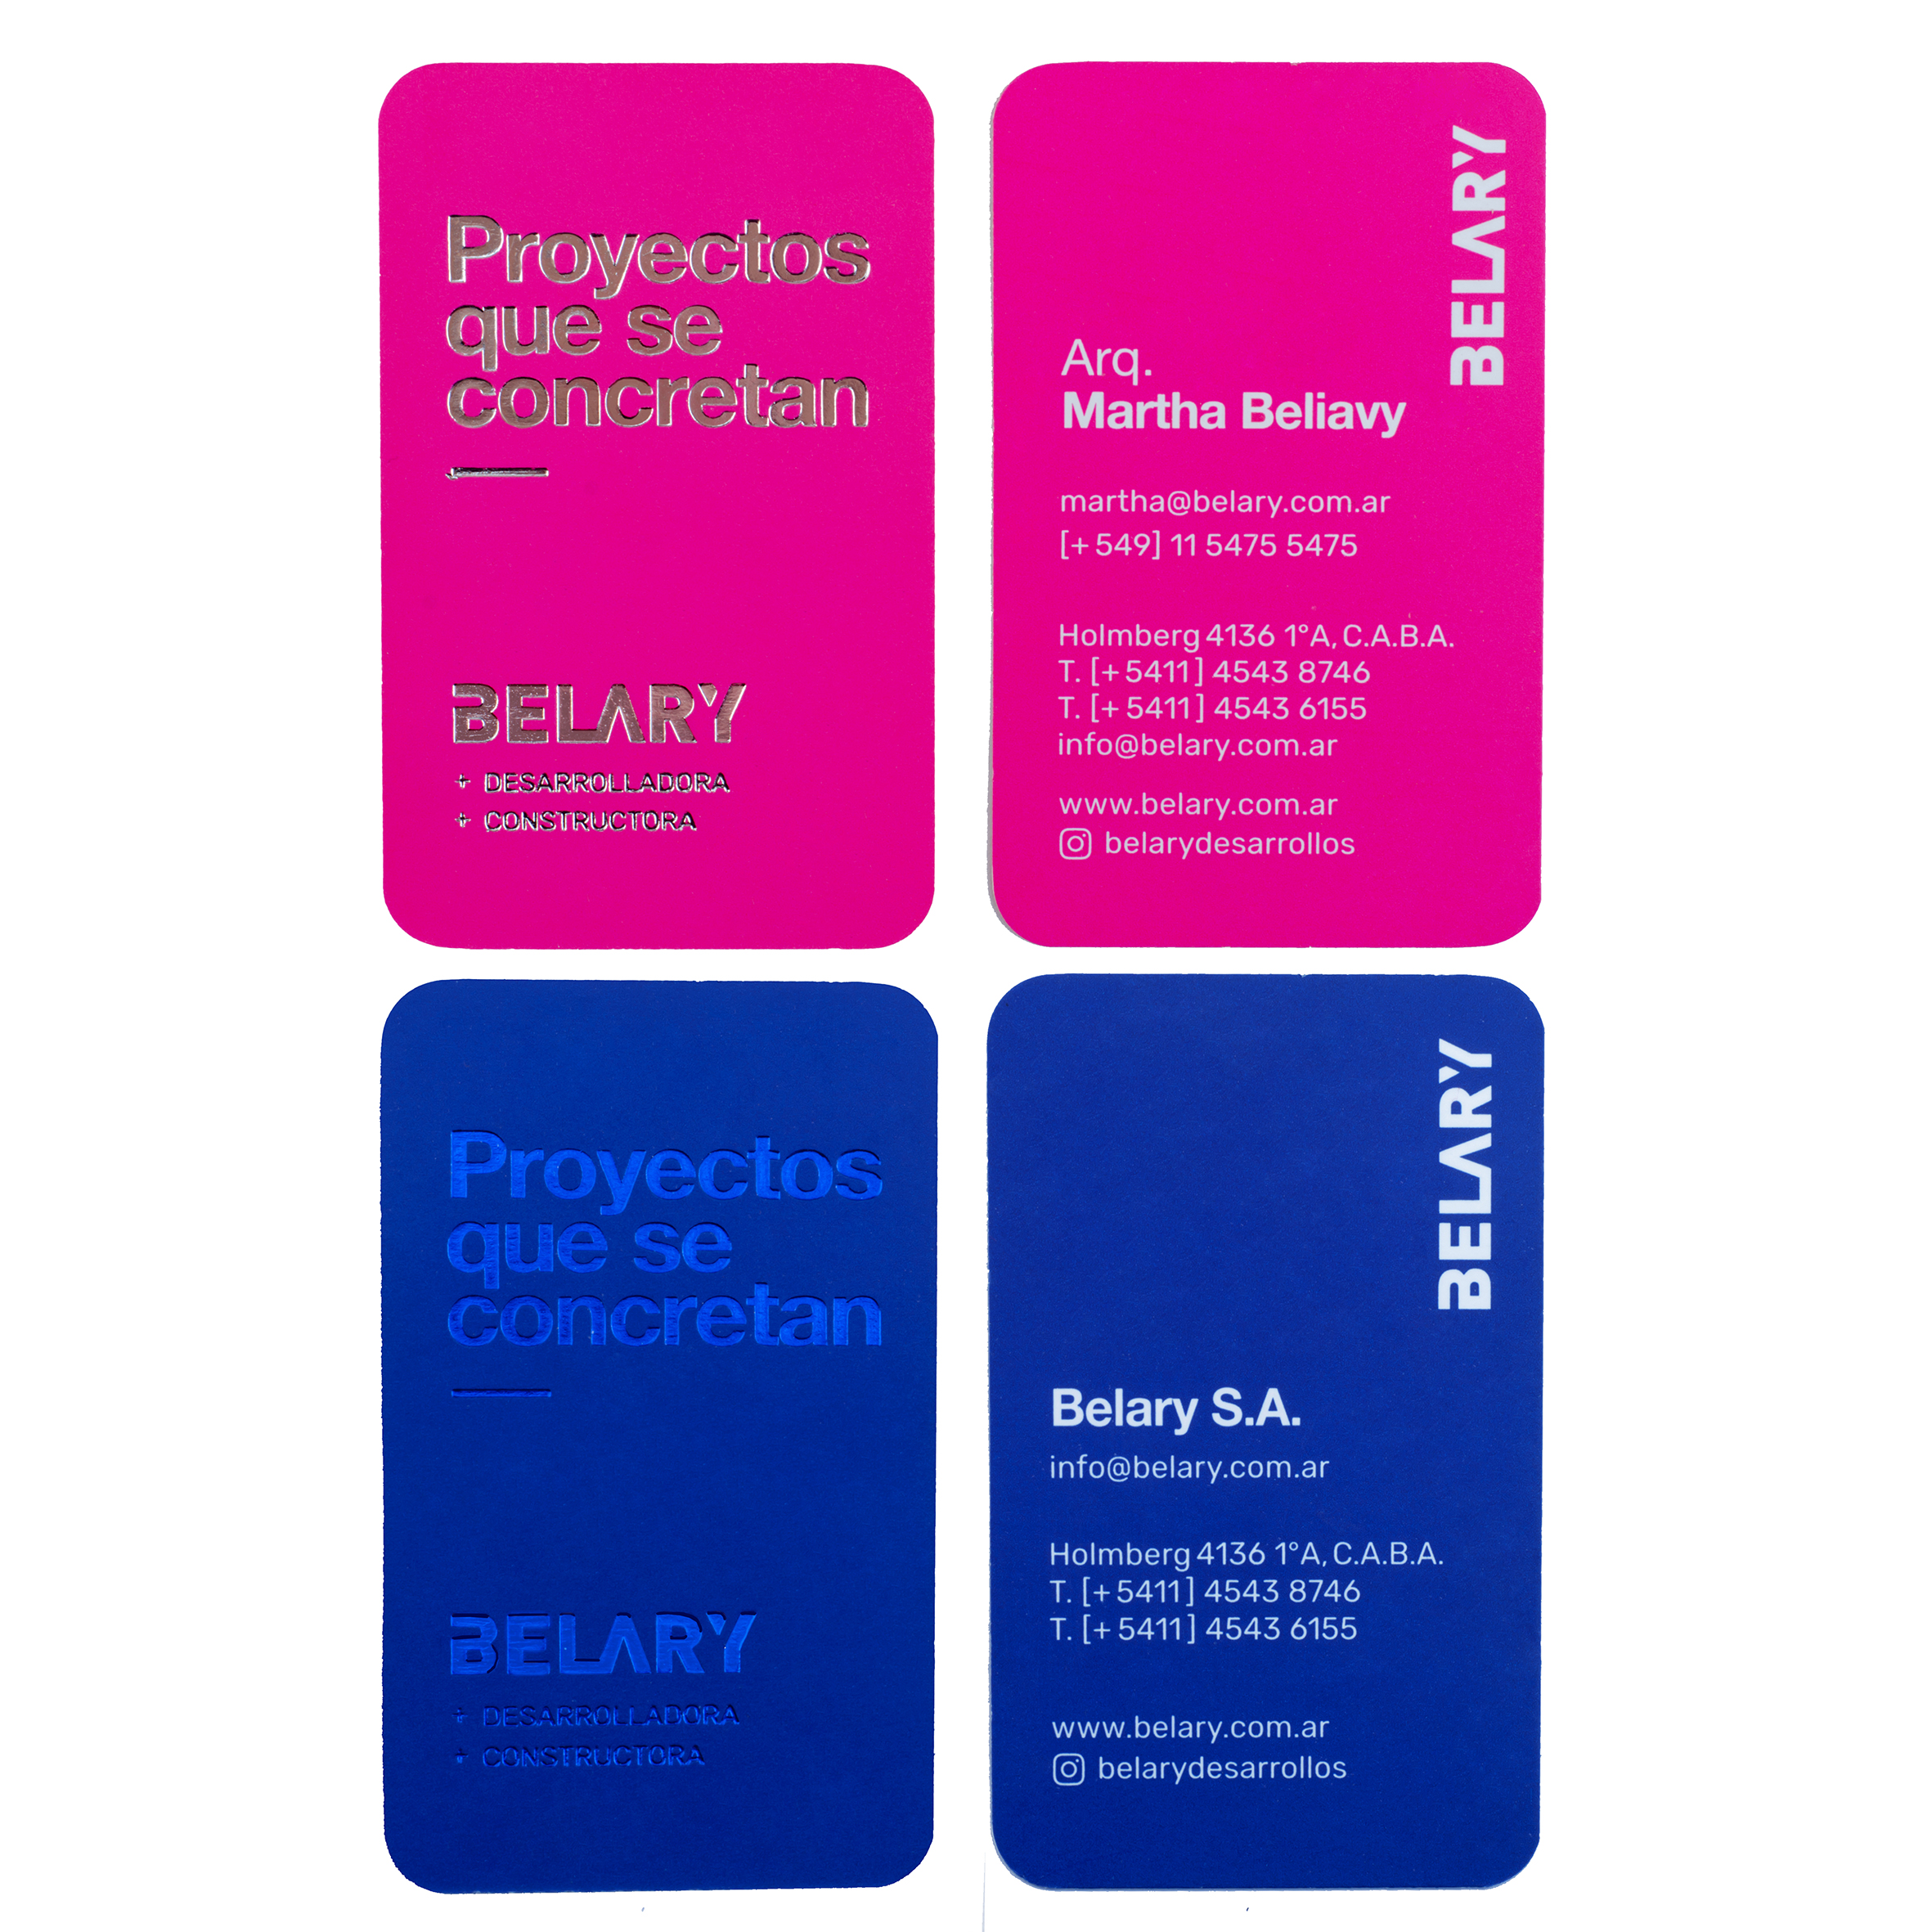 Proyectos
que se
concretan
BELARY
+ DESARROLLADORA
+ CONSTRUCTORA
BELARY
Arq.
Martha Beliavy
martha@belary.com.ar
[+549] 11 5475 5475
Holmberg 4136 1°A, C.A.B.A.
T. [+5411] 4543 8746
T. [+5411] 4543 6155
info@belary.com.ar
www.belary.com.ar
belarydesarrollos
Proyectos
que se
concretan
BELARY
+ DESARROLLADORA
+ CONSTRUCTORA
BELARY
Belary S.A.
info@belary.com.ar
Holmberg 4136 1°A, C.A.B.A.
T. [+5411] 4543 8746
T. [+5411] 4543 6155
www.belary.com.ar
belarydesarrollos